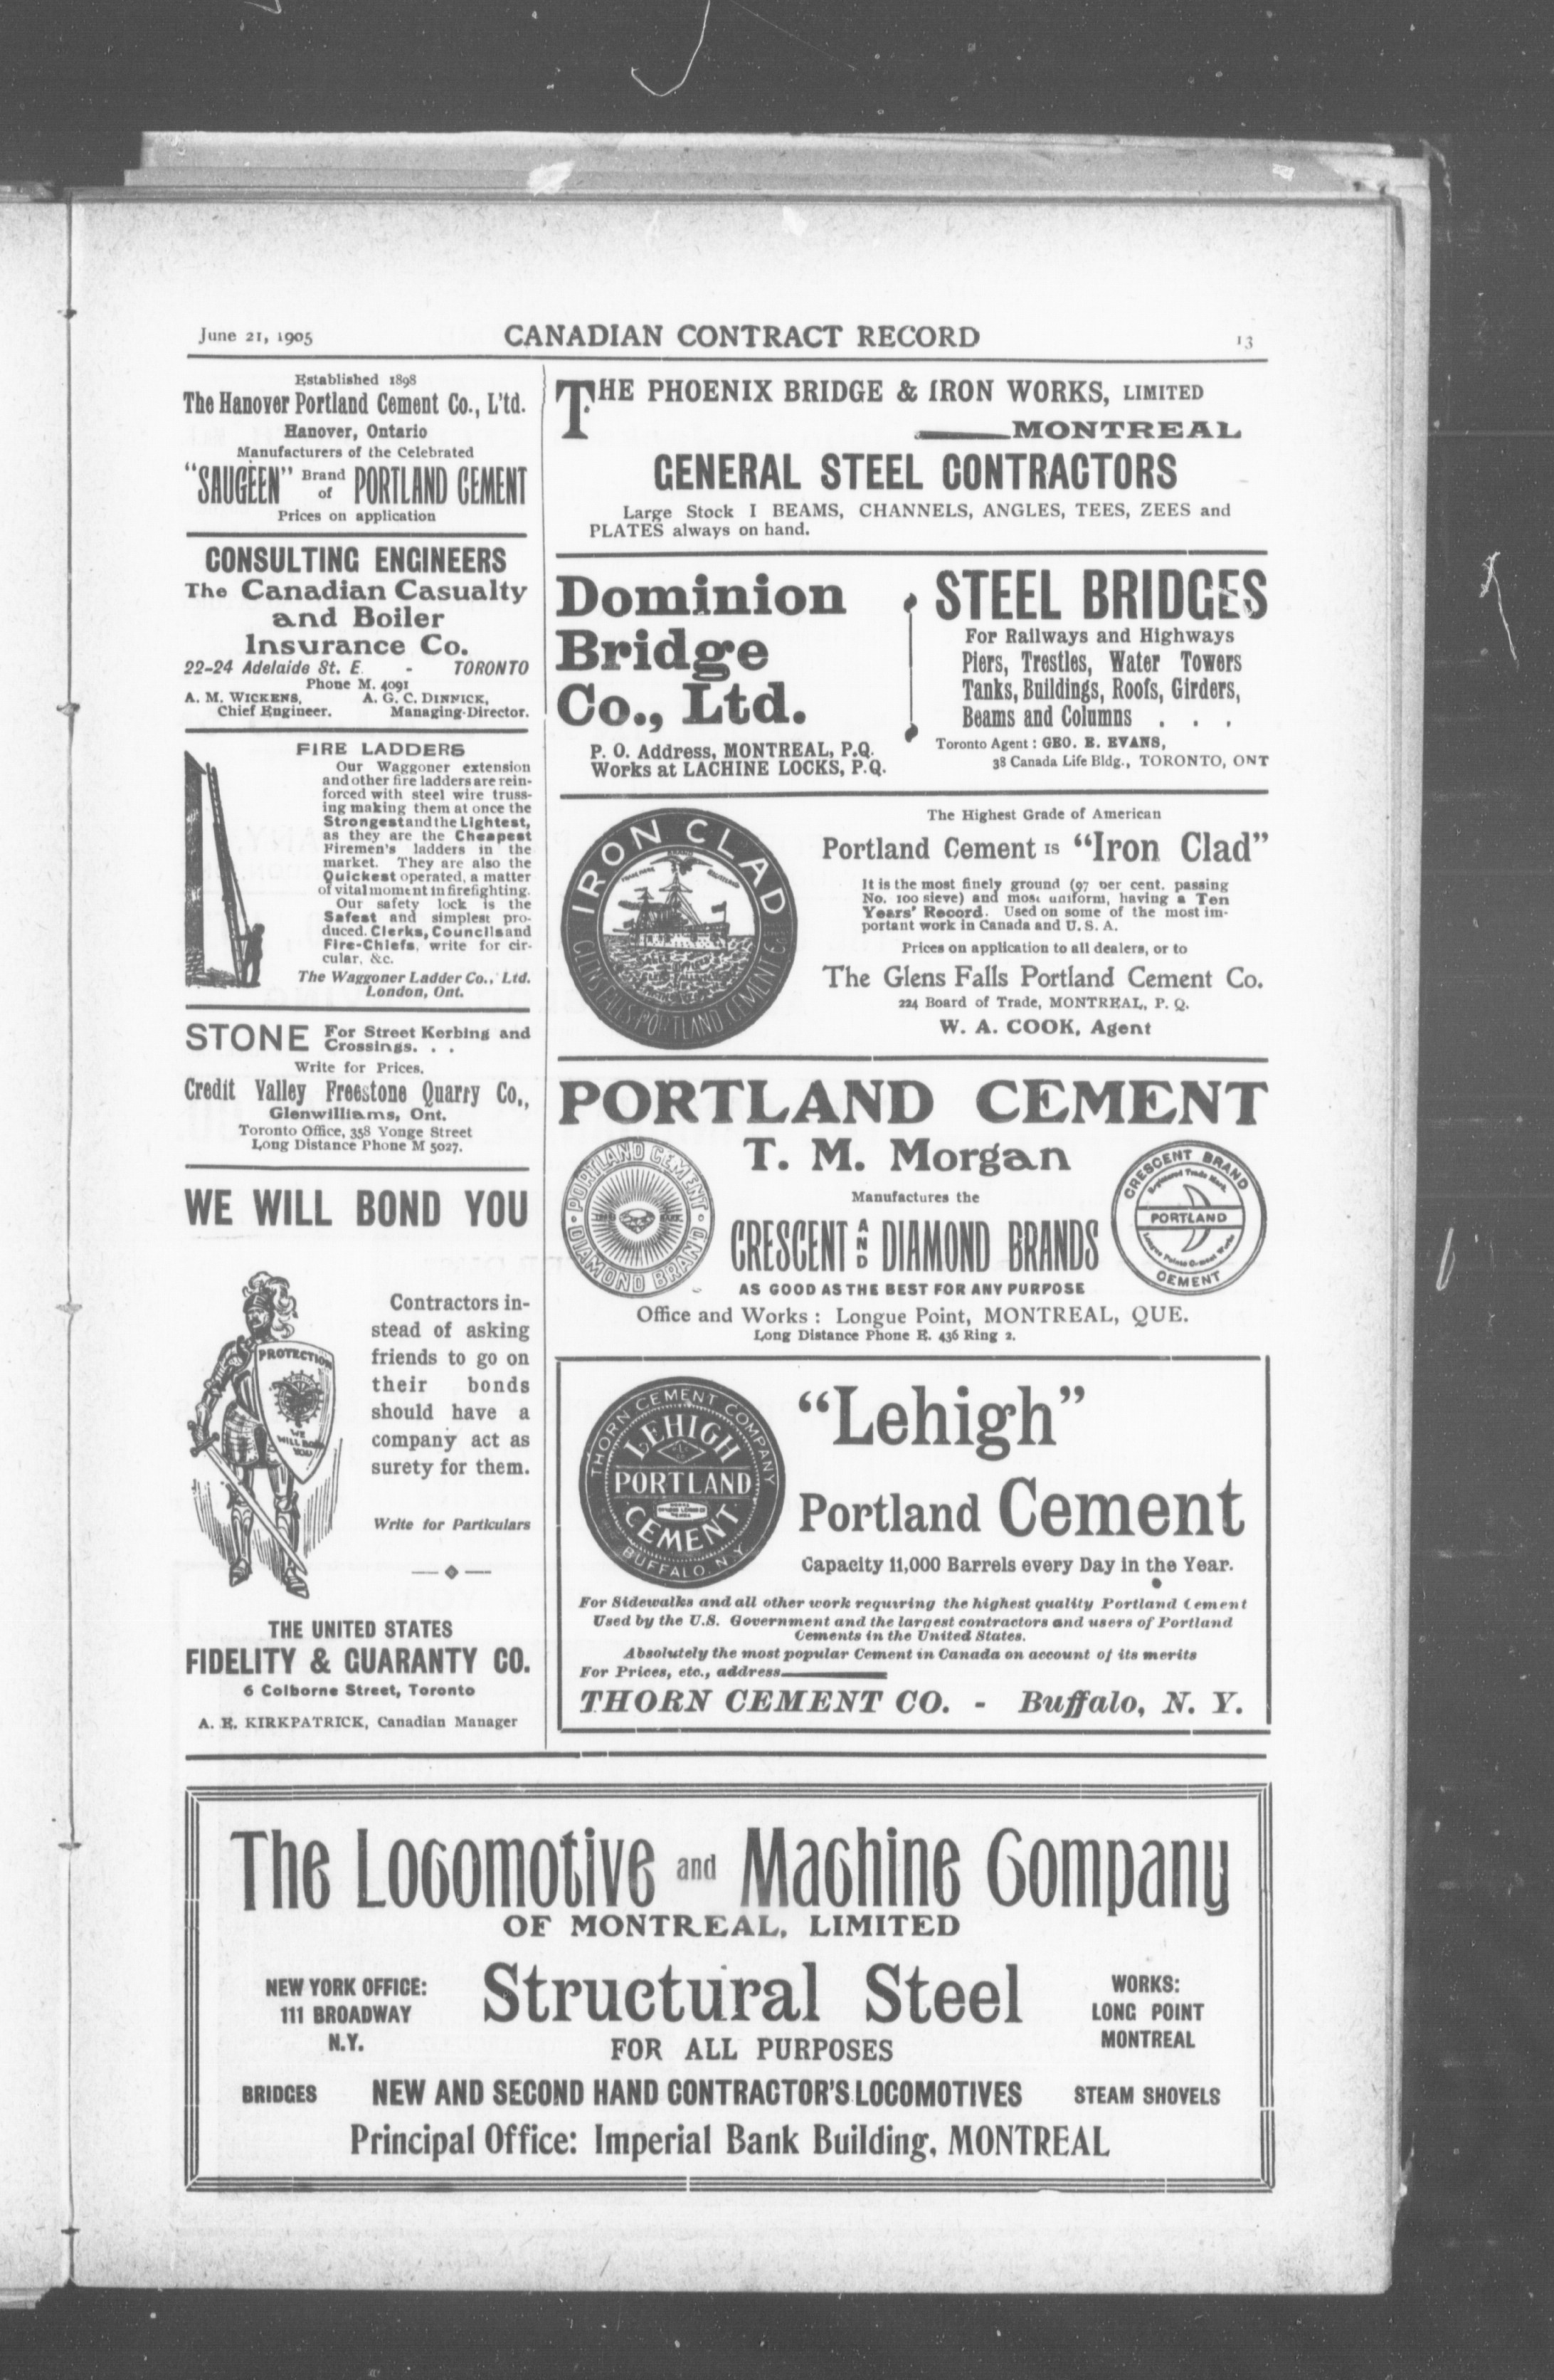 June 21, 1905 CANADIAN CONTRACT RECORD 13
Established 1898
The Hanover Portland Cement Co., L'td.
Hanover, Ontario
Manufacturers of the Celebrated
"SAUGEEN" Brand of PORTLAND CEMENT
Prices on application
CONSULTING ENGINEERS
The Canadian Casualty
and Boiler
Insurance Co.
22-24 Adelaide St. E. - TORONTO
Phone M. 4091
A. M. WICKENS, A. G. C. DINNICK,
Chief Engineer. Managing-Director.
FIRE LADDERS
Our Waggoner extension
and other fire ladders are rein-
forced with steel wire truss-
ing making them at once the
Strongest and the Lightest,
as they are the Cheapest
Firemen's ladders in the
market. They are also the
Quickest operated, a matter
of vital moment in firefighting.
Our safety lock is the
Safest and simplest pro-
duced. Clerks, Councils and
Fire-Chiefs, write for cir-
cular, &c.
The Waggoner Ladder Co., Ltd.
London, Ont.
STONE For Street Kerbing and
Crossings. . .
Write for Prices.
Credit Valley Freestone Quarry Co.,
Glenwilliams, Ont.
Toronto Office, 358 Yonge Street
Long Distance Phone M 5027.
WE WILL BOND YOU
PROTECTION
WE
WILL BOND
YOU
Contractors in-
stead of asking
friends to go on
their bonds
should have a
company act as
surety for them.
Write for Particulars
THE UNITED STATES
FIDELITY & GUARANTY CO.
6 Colborne Street, Toronto
A. E. KIRKPATRICK, Canadian Manager
THE PHOENIX BRIDGE & IRON WORKS, LIMITED
MONTREAL
GENERAL STEEL CONTRACTORS
Large Stock I BEAMS, CHANNELS, ANGLES, TEES, ZEES and
PLATES always on hand.
Dominion
Bridge
Co., Ltd.
P. O. Address, MONTREAL, P.Q.
Works at LACHINE LOCKS, P.Q.
STEEL BRIDGES
For Railways and Highways
Piers, Trestles, Water Towers
Tanks, Buildings, Roofs, Girders,
Beams and Columns . . .
Toronto Agent : GEO. E. EVANS,
38 Canada Life Bldg., TORONTO, ONT
IRON CLAD
GLENS FALLS PORTLAND CEMENT Co.
The Highest Grade of American
Portland Cement is "Iron Clad"
It is the most finely ground (97 per cent. passing
No. 100 sieve) and most uniform, having a Ten
Years' Record. Used on some of the most im-
portant work in Canada and U. S. A.
Prices on application to all dealers, or to
The Glens Falls Portland Cement Co.
224 Board of Trade, MONTREAL, P. Q.
W. A. COOK, Agent
PORTLAND CEMENT
PORTLAND CEMENT
DIAMOND BRAND
T. M. Morgan
Manufactures the
CRESCENT AND DIAMOND BRANDS
AS GOOD AS THE BEST FOR ANY PURPOSE
CRESCENT BRAND
Registered Trade Mark
PORTLAND
Longue Pointe Cement Works
CEMENT
Office and Works : Longue Point, MONTREAL, QUE.
Long Distance Phone E. 436 Ring 2.
THORN CEMENT COMPANY
LEHIGH
PORTLAND
CEMENT
BUFFALO, N.Y.
"Lehigh"
Portland Cement
Capacity 11,000 Barrels every Day in the Year.
For Sidewalks and all other work requiring the highest quality Portland Cement
Used by the U.S. Government and the largest contractors and users of Portland
Cements in the United States.
Absolutely the most popular Cement in Canada on account of its merits
For Prices, etc., address
THORN CEMENT CO. - Buffalo, N. Y.
The Locomotive and Machine Company
OF MONTREAL, LIMITED
NEW YORK OFFICE:
111 BROADWAY
N.Y.
Structural Steel
FOR ALL PURPOSES
WORKS:
LONG POINT
MONTREAL
BRIDGES NEW AND SECOND HAND CONTRACTOR'S LOCOMOTIVES STEAM SHOVELS
Principal Office: Imperial Bank Building, MONTREAL